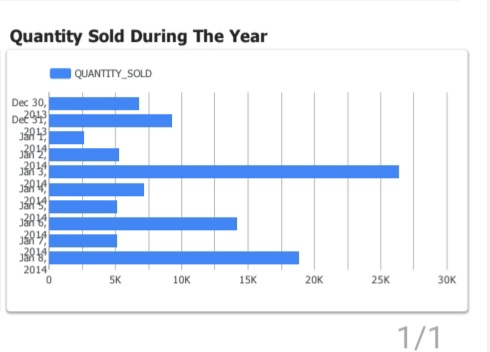 Quantity Sold During The Year
QUANTITY_SOLD
Dec 30,
2013
Dec 31,
2013
Jan 1,
2014
Jan 2,
2014
Jan 3,
2014
Jan 4,
2014
Jan 5,
2014
Jan 6,
2014
Jan 7,
2014
Jan 8,
2014
0 5K 10K 15K 20K 25K 30K
1/1